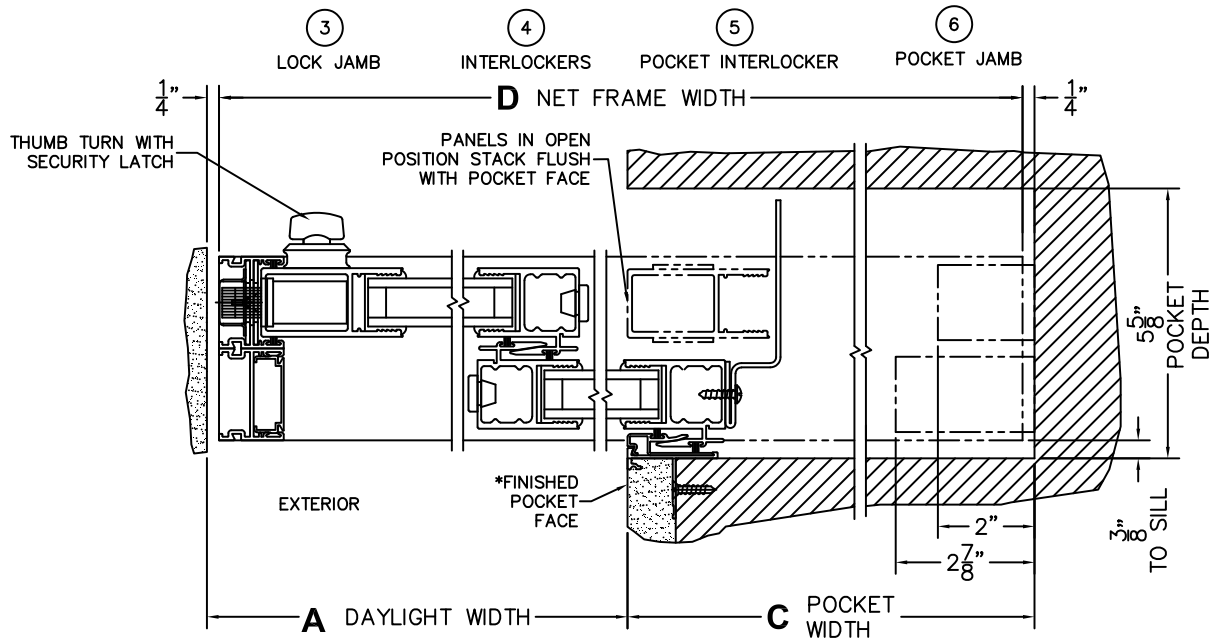 3
LOCK JAMB
4
INTERLOCKERS
5
POCKET INTERLOCKER
6
POCKET JAMB
1/4"
D NET FRAME WIDTH
1/4"
THUMB TURN WITH
SECURITY LATCH
PANELS IN OPEN
POSITION STACK FLUSH
WITH POCKET FACE
5 5/8"
POCKET
DEPTH
*FINISHED
POCKET
FACE
EXTERIOR
2"
2 7/8"
3/8"
TO SILL
A DAYLIGHT WIDTH
C POCKET
WIDTH